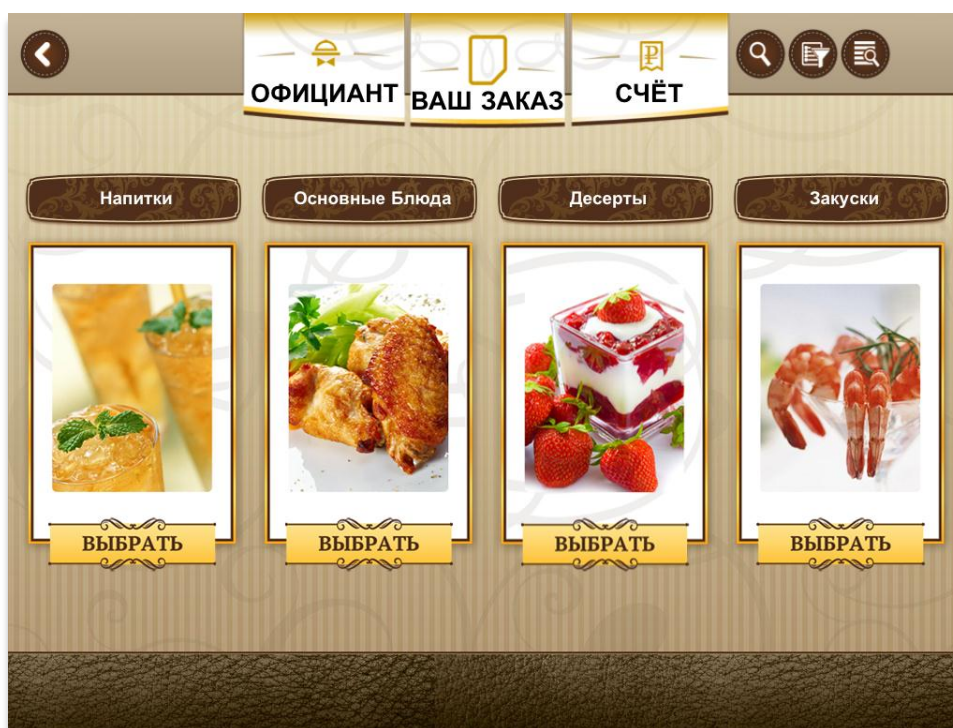 ОФИЦИАНТ
ВАШ ЗАКАЗ
СЧЁТ
Напитки
Основные Блюда
Десерты
Закуски
ВЫБРАТЬ
ВЫБРАТЬ
ВЫБРАТЬ
ВЫБРАТЬ